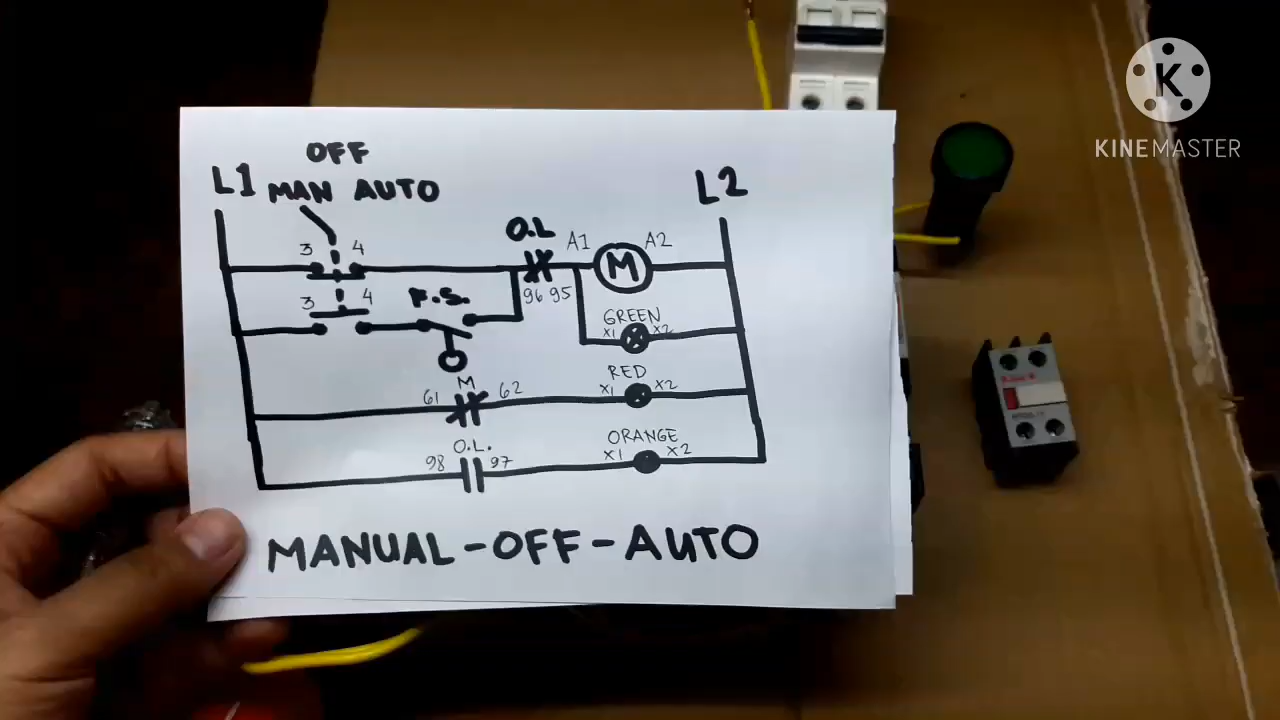 OFF
L1 MAN AUTO
L2
3 4
O.L
A1 A2
3 4
F.S.
96 95
GREEN
X1 X2
M
61 62
RED
X1 X2
O.L.
98 97
ORANGE
X1 X2
MANUAL-OFF-AUTO
K
KINEMASTER